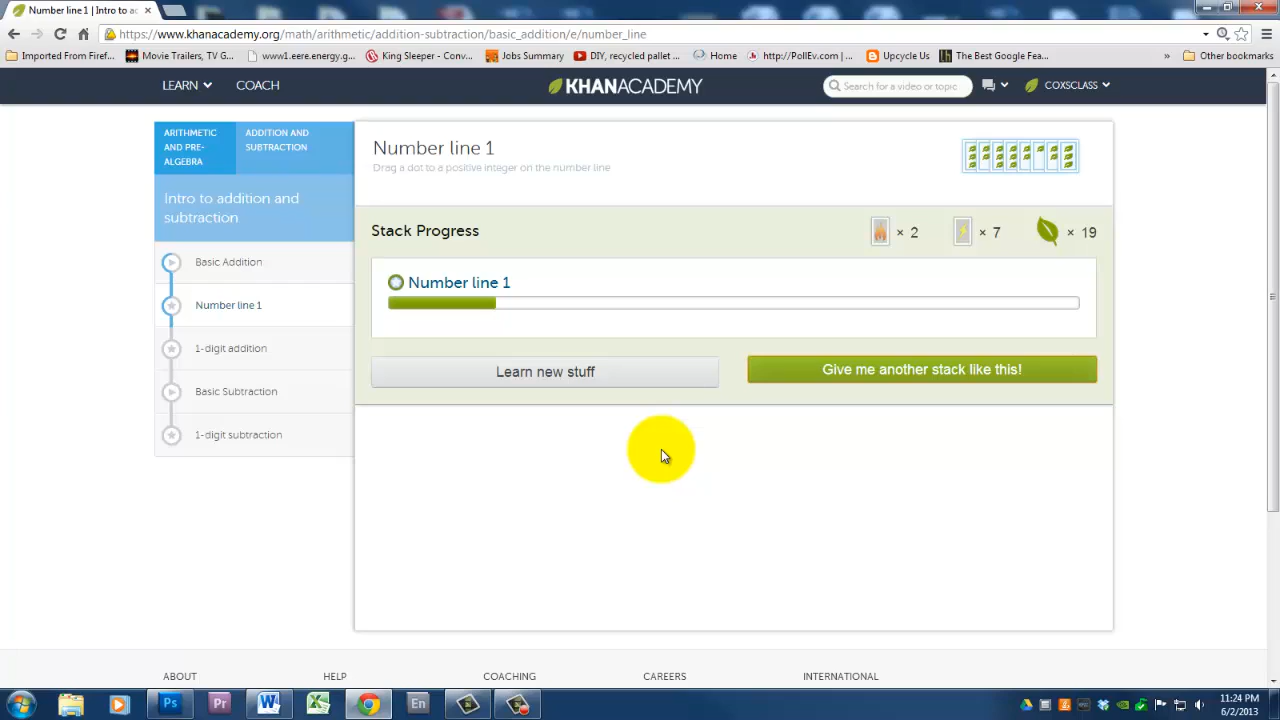 Number line 1 | Intro to ac
https://www.khanacademy.org/math/arithmetic/addition-subtraction/basic_addition/e/number_line
Imported From Firef...
Movie Trailers, TV G...
www1.eere.energy.g...
King Sleeper - Conv...
Jobs Summary
DIY, recycled pallet ...
Home
http://PollEv.com | ...
Upcycle Us
The Best Google Fea...
»
Other bookmarks
LEARN
COACH
KHANACADEMY
Search for a video or topic
COXSCLASS
ARITHMETIC
AND PRE-
ALGEBRA
ADDITION AND
SUBTRACTION
Intro to addition and
subtraction
Basic Addition
Number line 1
1-digit addition
Basic Subtraction
1-digit subtraction
Number line 1
Drag a dot to a positive integer on the number line
Stack Progress
× 2
× 7
× 19
Number line 1
Learn new stuff
Give me another stack like this!
ABOUT
HELP
COACHING
CAREERS
INTERNATIONAL
Ps
Pr
En
11:24 PM
6/2/2013